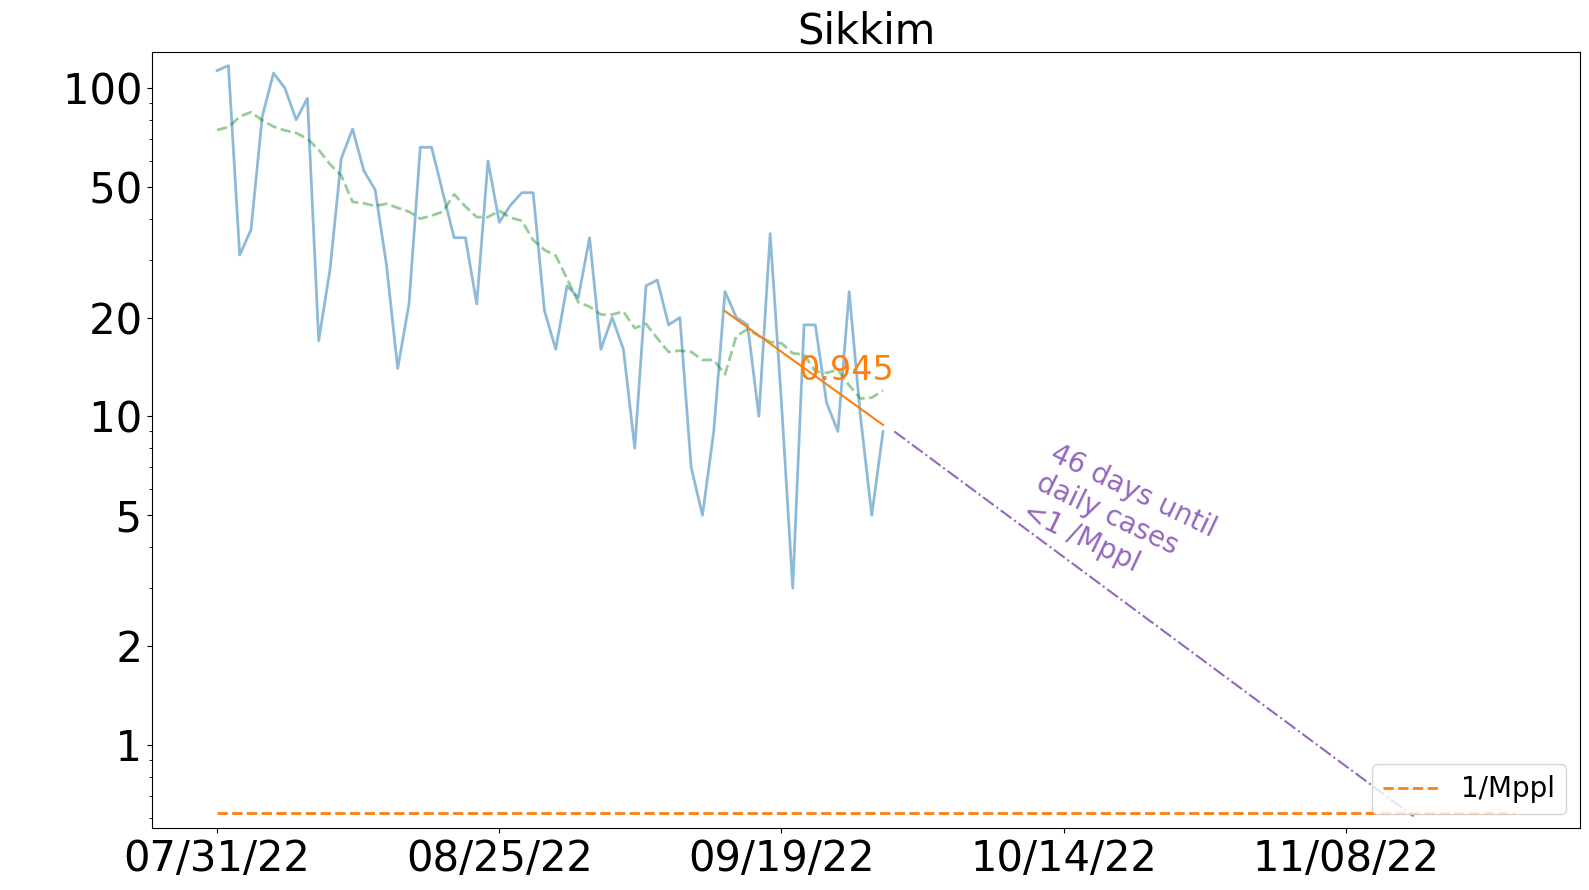 Sikkim
100
50
20
10
5
2
1
0.945
46 days until
daily cases
<1 /Mppl
1/Mppl
07/31/22
08/25/22
09/19/22
10/14/22
11/08/22